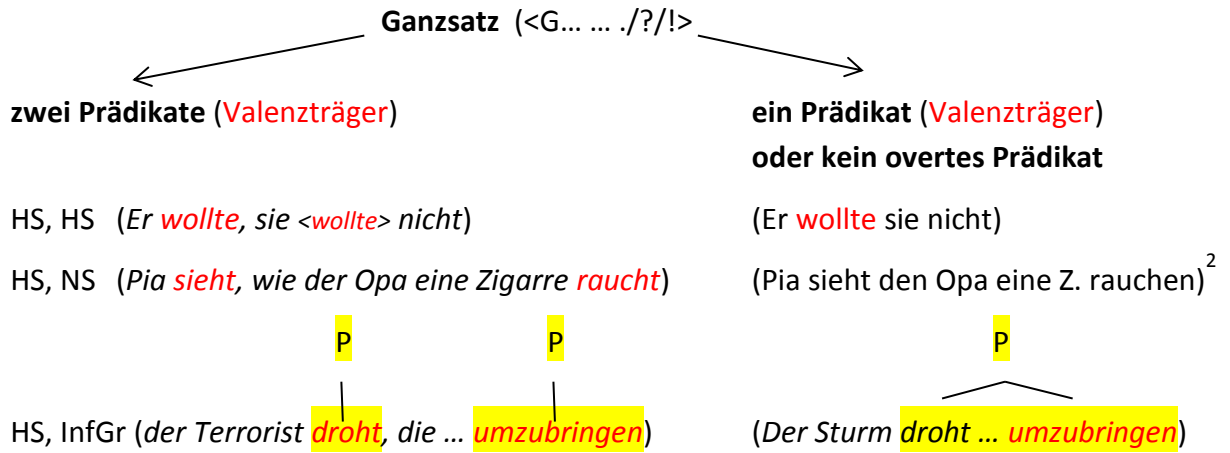 Ganzsatz (<G… … ./?/!>
zwei Prädikate (Valenzträger) ein Prädikat (Valenzträger)
oder kein overtes Prädikat
HS, HS (Er wollte, sie <wollte> nicht) (Er wollte sie nicht)
HS, NS (Pia sieht, wie der Opa eine Zigarre raucht) (Pia sieht den Opa eine Z. rauchen)²
P P P
HS, InfGr (der Terrorist droht, die … umzubringen) (Der Sturm droht … umzubringen)